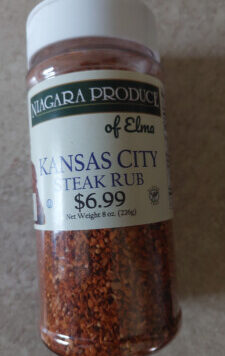 NIAGARA PRODUCE
of Elma
KANSAS CITY
STEAK RUB
$6.99
Net Weight 8 oz. (226g)